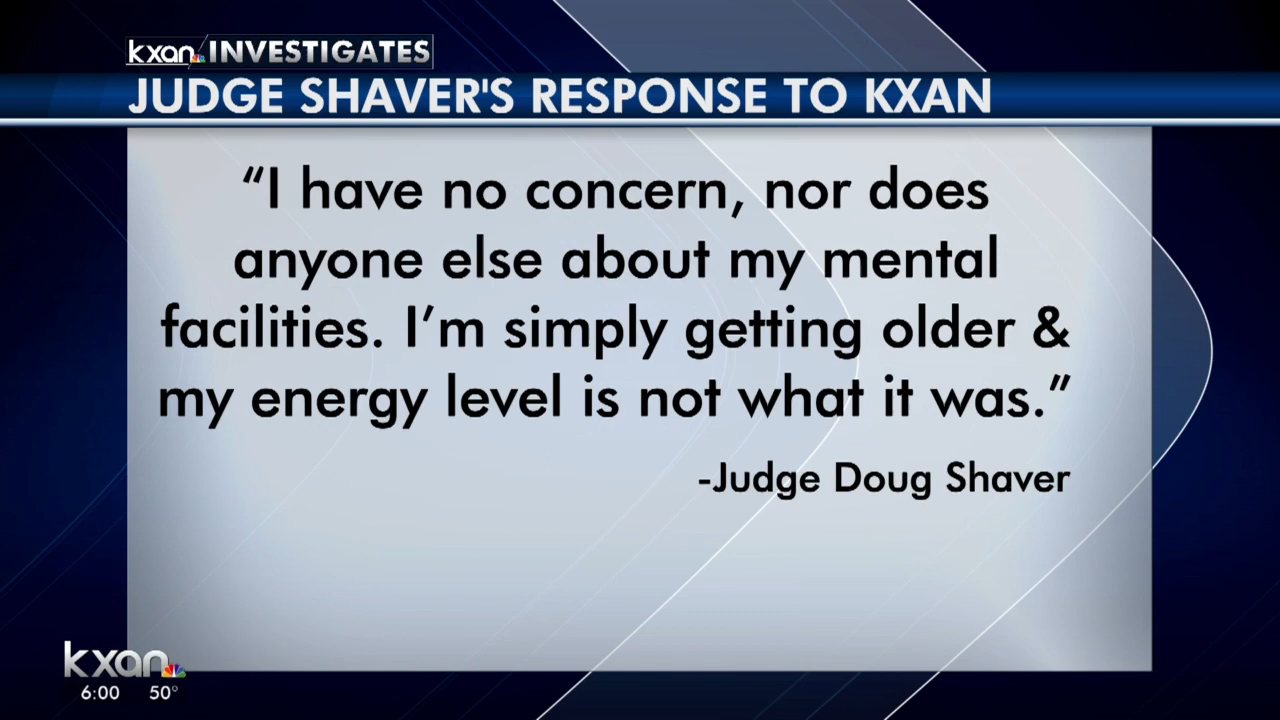 kxan INVESTIGATES
JUDGE SHAVER'S RESPONSE TO KXAN
“I have no concern, nor does
anyone else about my mental
facilities. I’m simply getting older &
my energy level is not what it was.”
-Judge Doug Shaver
kxan
6:00 50°